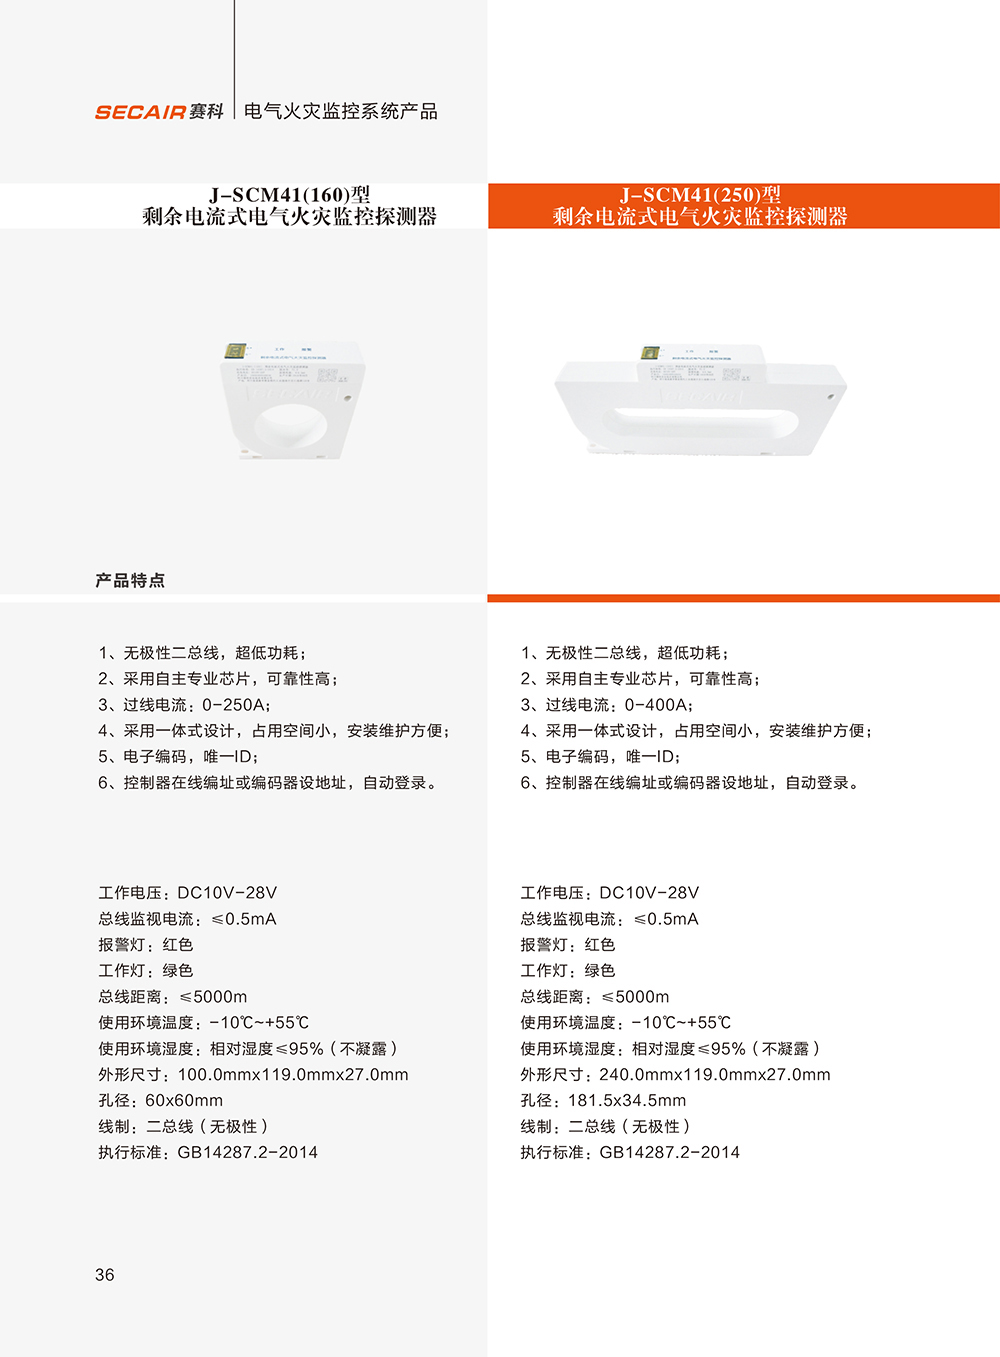 SECAIR赛科 电气火灾监控系统产品
J-SCM41(160)型
剩余电流式电气火灾监控探测器
J-SCM41(250)型
剩余电流式电气火灾监控探测器
剩余电流式电气火灾监控探测器
SECAIR
产品特点
1、无极性二总线，超低功耗；
2、采用自主专业芯片，可靠性高；
3、过线电流：0-250A；
4、采用一体式设计，占用空间小，安装维护方便；
5、电子编码，唯一ID；
6、控制器在线编址或编码器设地址，自动登录。
1、无极性二总线，超低功耗；
2、采用自主专业芯片，可靠性高；
3、过线电流：0-400A；
4、采用一体式设计，占用空间小，安装维护方便；
5、电子编码，唯一ID；
6、控制器在线编址或编码器设地址，自动登录。
工作电压：DC10V-28V
总线监视电流：≤0.5mA
报警灯：红色
工作灯：绿色
总线距离：≤5000m
使用环境温度：-10℃~+55℃
使用环境湿度：相对湿度≤95%（不凝露）
外形尺寸：100.0mmx119.0mmx27.0mm
孔径：60x60mm
线制：二总线（无极性）
执行标准：GB14287.2-2014
工作电压：DC10V-28V
总线监视电流：≤0.5mA
报警灯：红色
工作灯：绿色
总线距离：≤5000m
使用环境温度：-10℃~+55℃
使用环境湿度：相对湿度≤95%（不凝露）
外形尺寸：240.0mmx119.0mmx27.0mm
孔径：181.5x34.5mm
线制：二总线（无极性）
执行标准：GB14287.2-2014
36